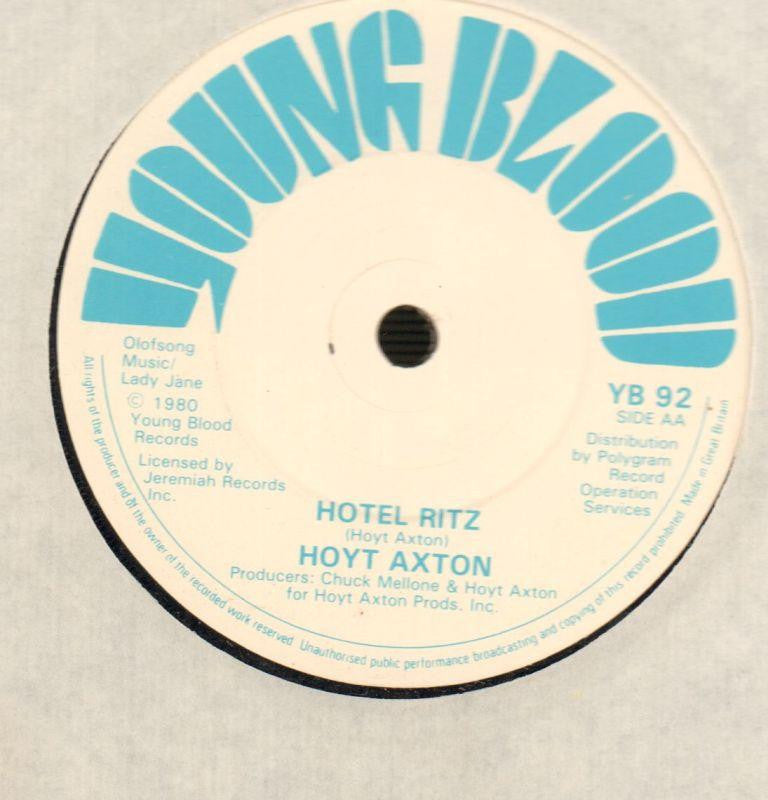 YOUNG BLOOD
Olofsong
Music/
Lady Jane
© 1980
Young Blood
Records
Licensed by
Jeremiah Records
Inc.
YB 92
SIDE AA
Distribution
by Polygram
Record
Operation
Services
HOTEL RITZ
(Hoyt Axton)
HOYT AXTON
Producers: Chuck Mellone & Hoyt Axton
for Hoyt Axton Prods. Inc.
All rights of the producer and of the owner of the recorded work reserved Unauthorised public performance broadcasting and copying of this record prohibited. Made in Great Britain